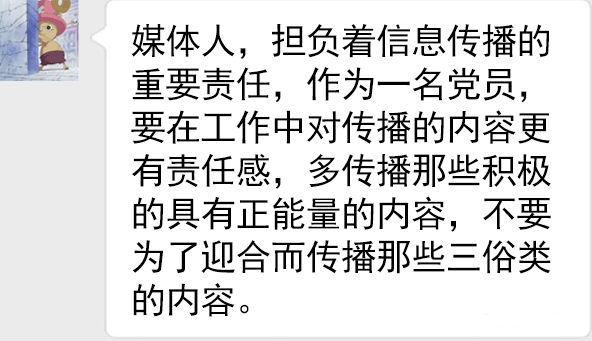 媒体人，担负着信息传播的
重要责任，作为一名党员，
要在工作中对传播的内容更
有责任感，多传播那些积极
的具有正能量的内容，不要
为了迎合而传播那些三俗类
的内容。